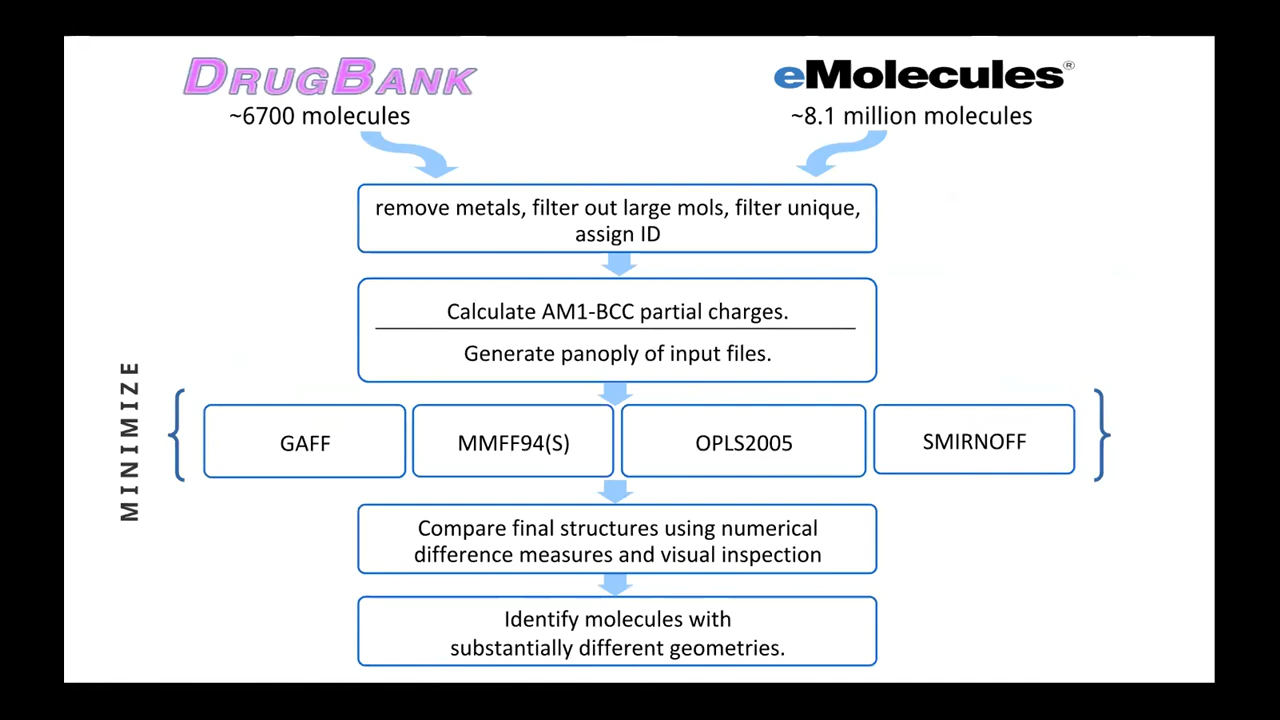 DRUGBANK
~6700 molecules
eMolecules®
~8.1 million molecules
remove metals, filter out large mols, filter unique,
assign ID
Calculate AM1-BCC partial charges.
Generate panoply of input files.
MINIMIZE
GAFF
MMFF94(S)
OPLS2005
SMIRNOFF
Compare final structures using numerical
difference measures and visual inspection
Identify molecules with
substantially different geometries.